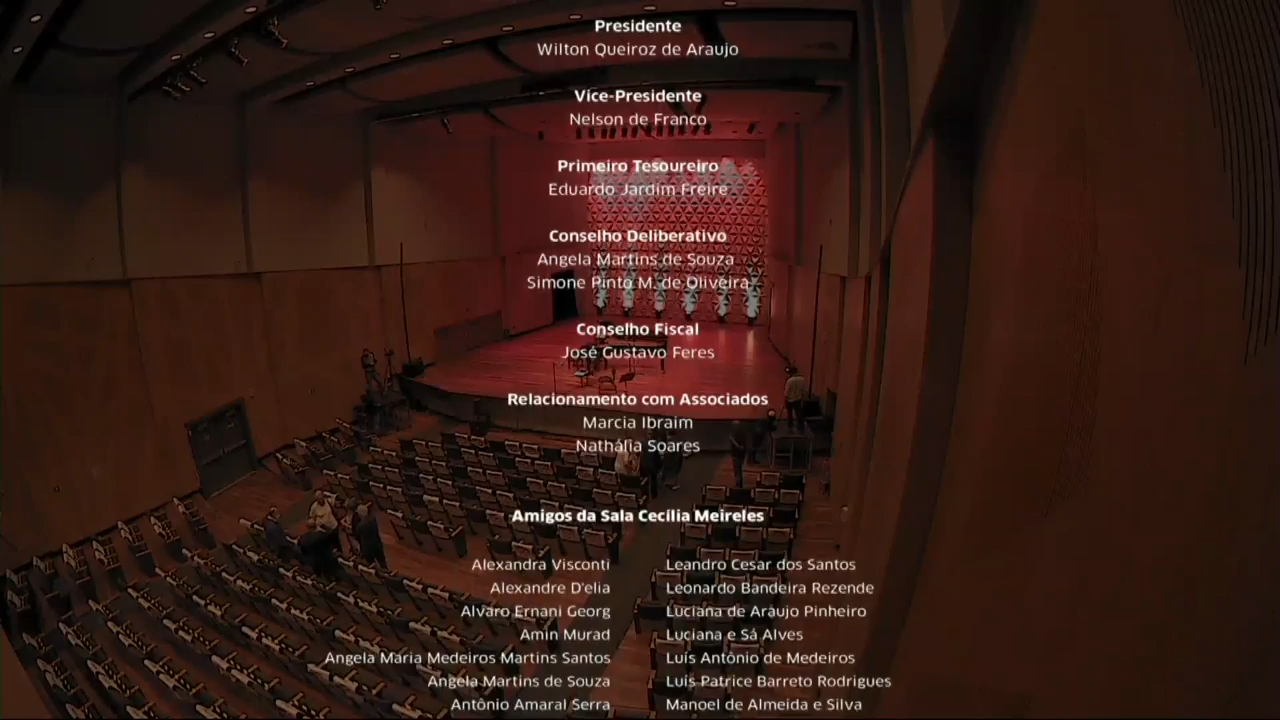 Presidente
Wilton Queiroz de Araujo
Vice-Presidente
Nelson de Franco
Primeiro Tesoureiro
Eduardo Jardim Freire
Conselho Deliberativo
Angela Martins de Souza
Simone Pinto M. de Oliveira
Conselho Fiscal
José Gustavo Feres
Relacionamento com Associados
Marcia Ibraim
Nathália Soares
Amigos da Sala Cecília Meireles
Alexandra Visconti
Alexandre D'elia
Alvaro Ernani Georg
Amin Murad
Angela Maria Medeiros Martins Santos
Angela Martins de Souza
Antônio Amaral Serra
Leandro Cesar dos Santos
Leonardo Bandeira Rezende
Luciana de Araujo Pinheiro
Luciana e Sá Alves
Luís Antônio de Medeiros
Luís Patrice Barreto Rodrigues
Manoel de Almeida e Silva